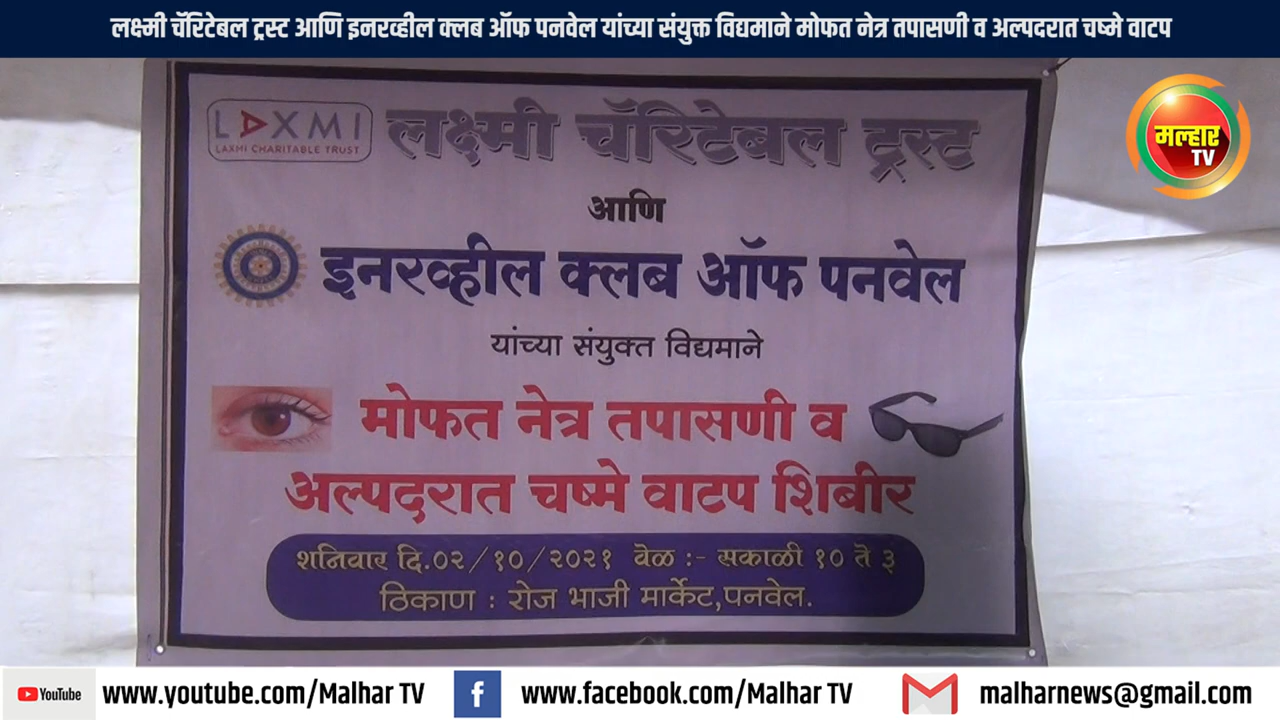 लक्ष्मी चॅरिटेबल ट्रस्ट आणि इनरव्हील क्लब ऑफ पनवेल यांच्या संयुक्त विद्यमाने मोफत नेत्र तपासणी व अल्पदरात चष्मे वाटप
मल्हार
TV
LAXMI
LAXMI CHARITABLE TRUST
लक्ष्मी चॅरिटेबल ट्रस्ट
आणि
इनरव्हील क्लब ऑफ पनवेल
यांच्या संयुक्त विद्यमाने
मोफत नेत्र तपासणी व
अल्पदरात चष्मे वाटप शिबीर
शनिवार दि.०२/१०/२०२१ वेळ :- सकाळी १० ते ३
ठिकाण : रोज भाजी मार्केट,पनवेल.
YouTube www.youtube.com/Malhar TV www.facebook.com/Malhar TV malharnews@gmail.com